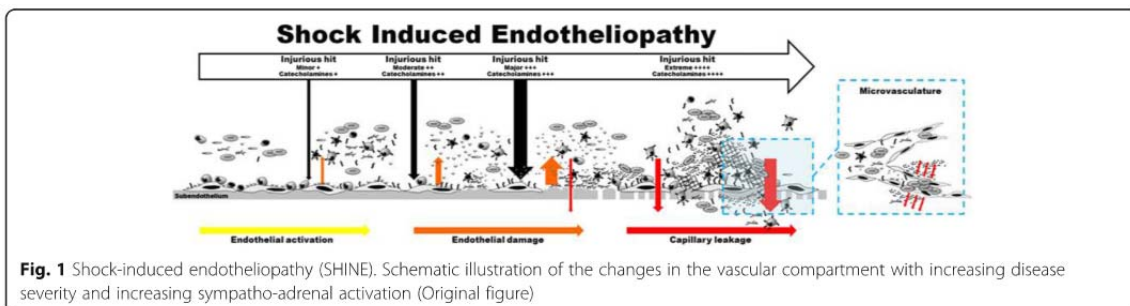 Shock Induced Endotheliopathy
Injurious hit
Minor +
Catecholamines +
Injurious hit
Moderate ++
Catecholamines ++
Injurious hit
Major +++
Catecholamines +++
Injurious hit
Extreme ++++
Catecholamines ++++
Microvasculature
Subendothelium
Endothelial activation
Endothelial damage
Capillary leakage
Fig. 1 Shock-induced endotheliopathy (SHINE). Schematic illustration of the changes in the vascular compartment with increasing disease
severity and increasing sympatho-adrenal activation (Original figure)